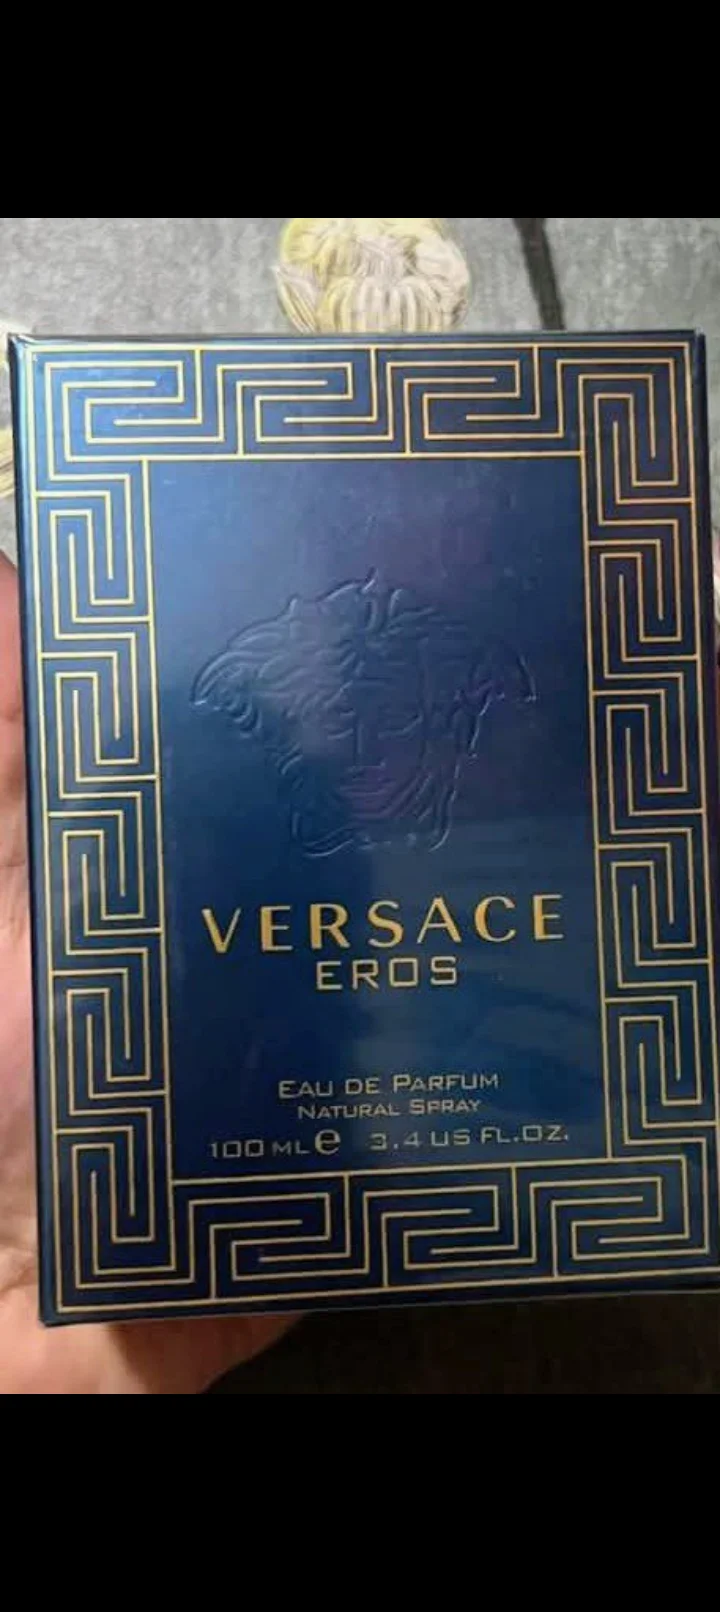 VERSACE
EROS
EAU DE PARFUM
NATURAL SPRAY
100 ML e 3.4 US FL.OZ.